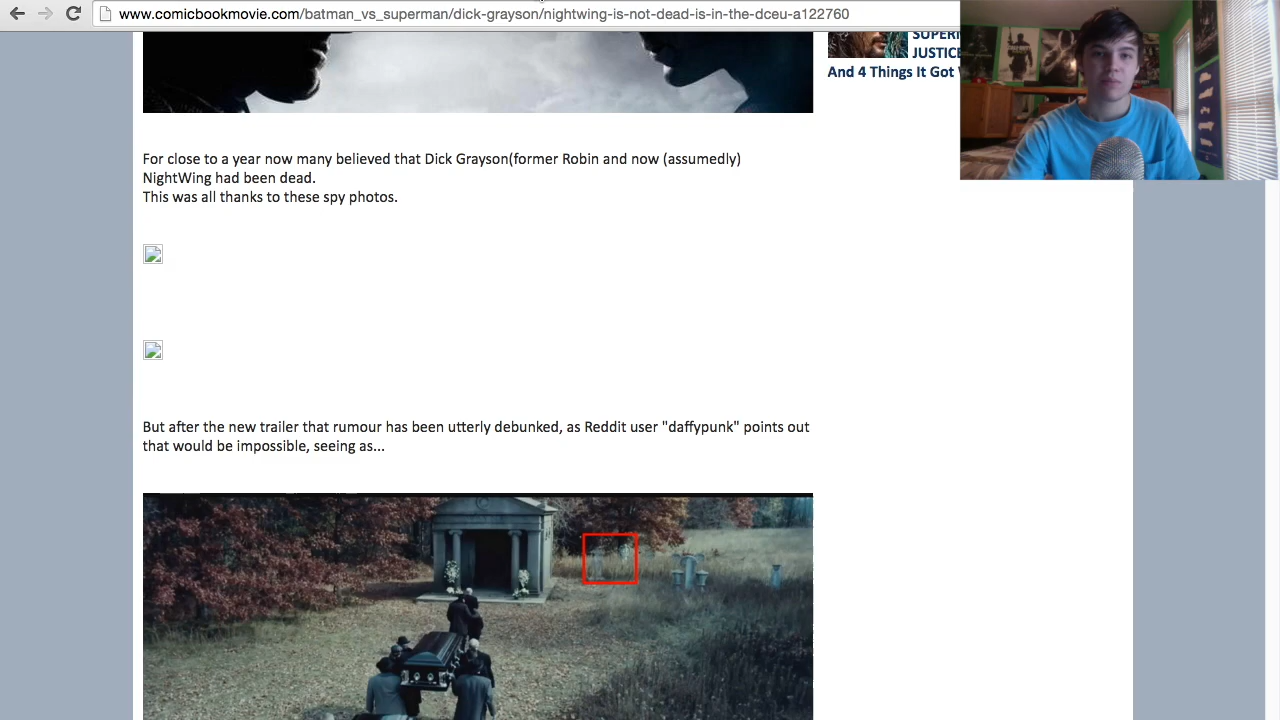 www.comicbookmovie.com/batman_vs_superman/dick-grayson/nightwing-is-not-dead-is-in-the-dceu-a122760
JUSTICE
And 4 Things It Got
For close to a year now many believed that Dick Grayson(former Robin and now (assumedly)
NightWing had been dead.
This was all thanks to these spy photos.
But after the new trailer that rumour has been utterly debunked, as Reddit user "daffypunk" points out
that would be impossible, seeing as...